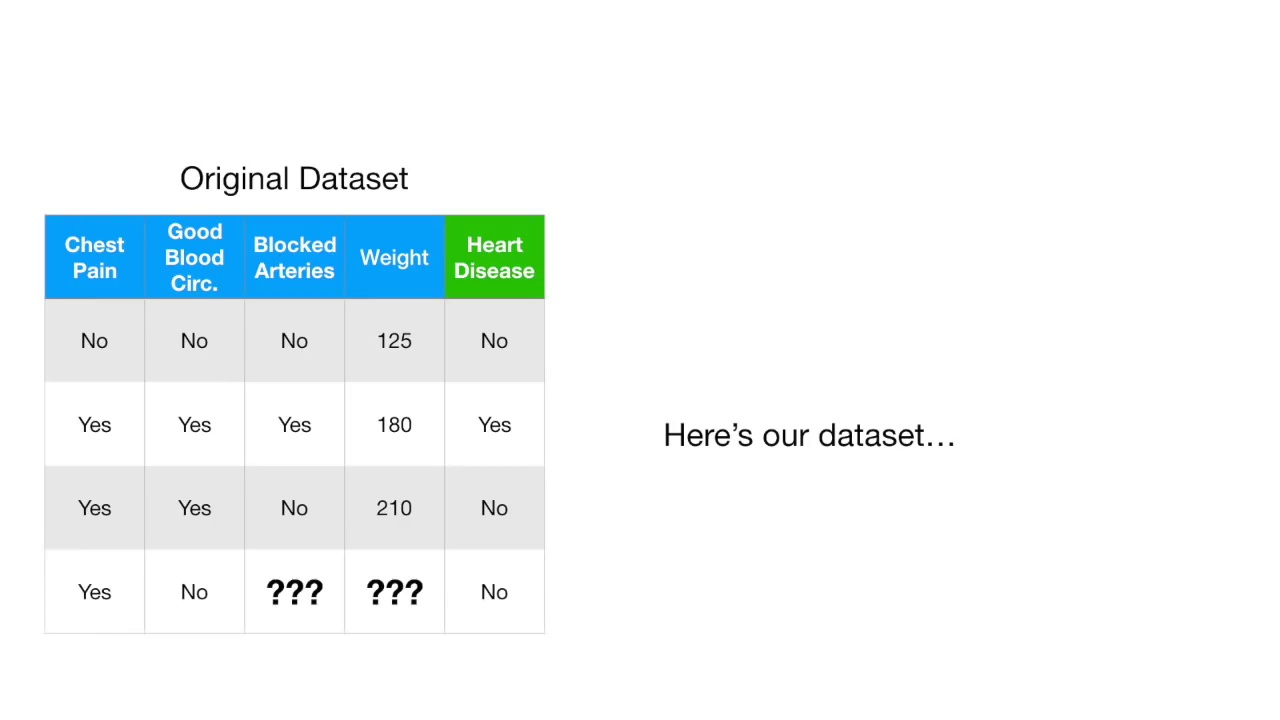 Original Dataset
Chest Pain Good Blood Circ. Blocked Arteries Weight Heart Disease
No No No 125 No
Yes Yes Yes 180 Yes
Yes Yes No 210 No
Yes No ??? ??? No
Here’s our dataset…